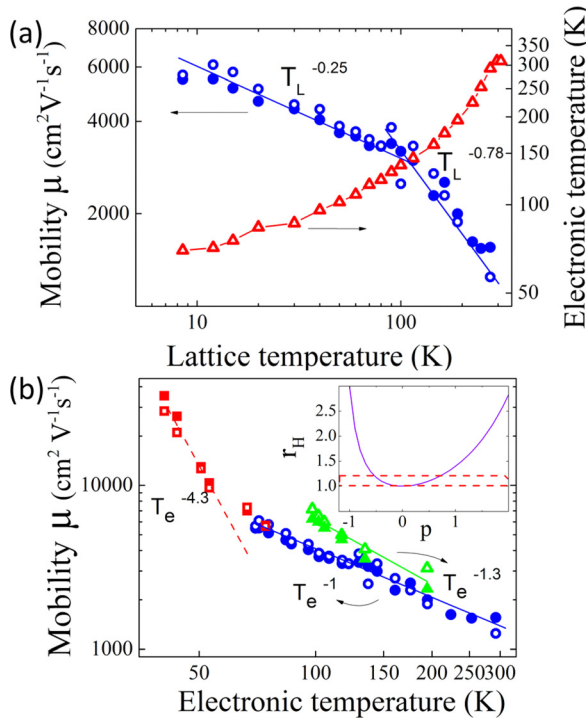 (a)
8000
6000
4000
2000
Mobility μ (cm²V⁻¹s⁻¹)
T_L^-0.25
T_L^-0.78
350
300
250
200
150
100
50
Electronic temperature (K)
10
100
Lattice temperature (K)
(b)
10000
1000
Mobility μ (cm² V⁻¹s⁻¹)
T_e^-4.3
T_e^-1
T_e^-1.3
r_H
3.0
2.5
2.0
1.5
1.0
-1
0
1
p
50
100
150
200
250
300
Electronic temperature (K)